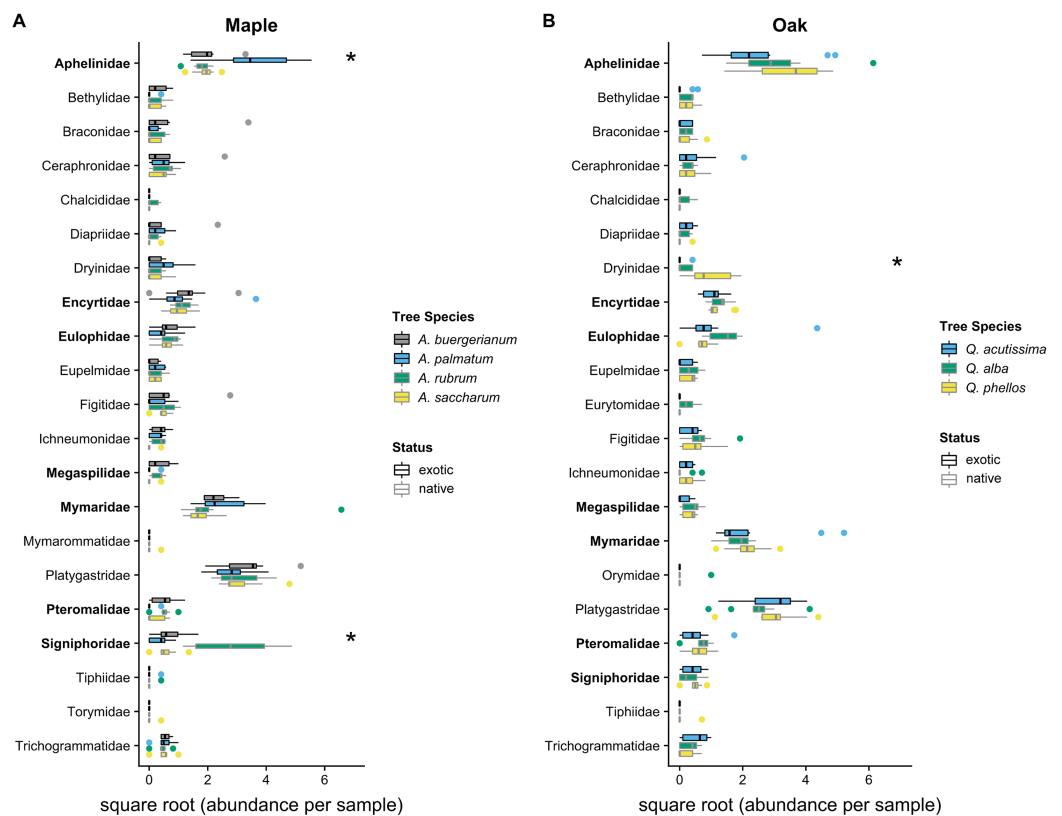 A
Maple
Aphelinidae
*
Bethylidae
Braconidae
Ceraphronidae
Chalcididae
Diapriidae
Dryinidae
Encyrtidae
Eulophidae
Eupelmidae
Figitidae
Ichneumonidae
Megaspilidae
Mymaridae
Mymarommatidae
Platygastridae
Pteromalidae
Signiphoridae
*
Tiphiidae
Torymidae
Trichogrammatidae
0 2 4 6
square root (abundance per sample)
Tree Species
A. buergerianum
A. palmatum
A. rubrum
A. saccharum
Status
exotic
native
B
Oak
Aphelinidae
Bethylidae
Braconidae
Ceraphronidae
Chalcididae
Diapriidae
Dryinidae
*
Encyrtidae
Eulophidae
Eupelmidae
Eurytomidae
Figitidae
Ichneumonidae
Megaspilidae
Mymaridae
Orymidae
Platygastridae
Pteromalidae
Signiphoridae
Tiphiidae
Trichogrammatidae
0 2 4 6
square root (abundance per sample)
Tree Species
Q. acutissima
Q. alba
Q. phellos
Status
exotic
native